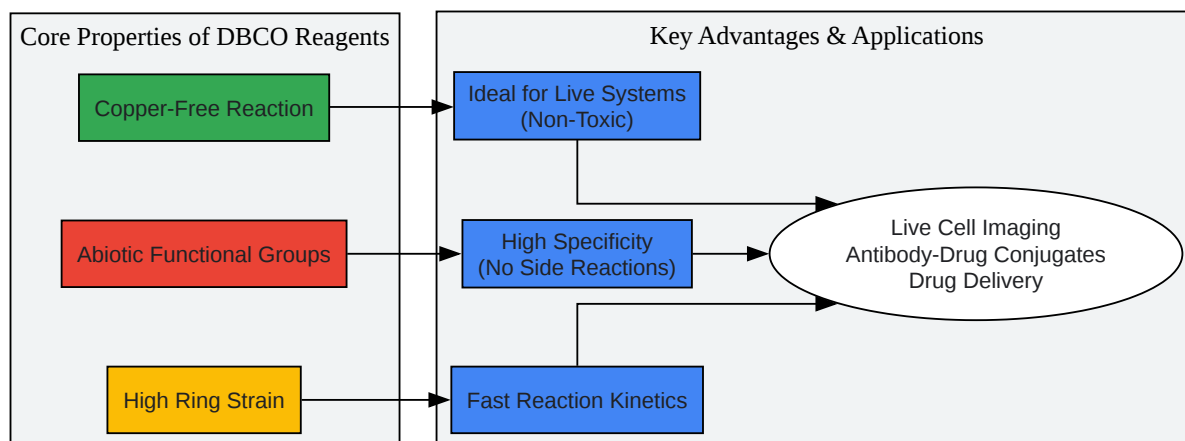 Core Properties of DBCO Reagents
Key Advantages & Applications
Copper-Free Reaction
Ideal for Live Systems
(Non-Toxic)
Abiotic Functional Groups
High Specificity
(No Side Reactions)
Live Cell Imaging
Antibody-Drug Conjugates
Drug Delivery
High Ring Strain
Fast Reaction Kinetics